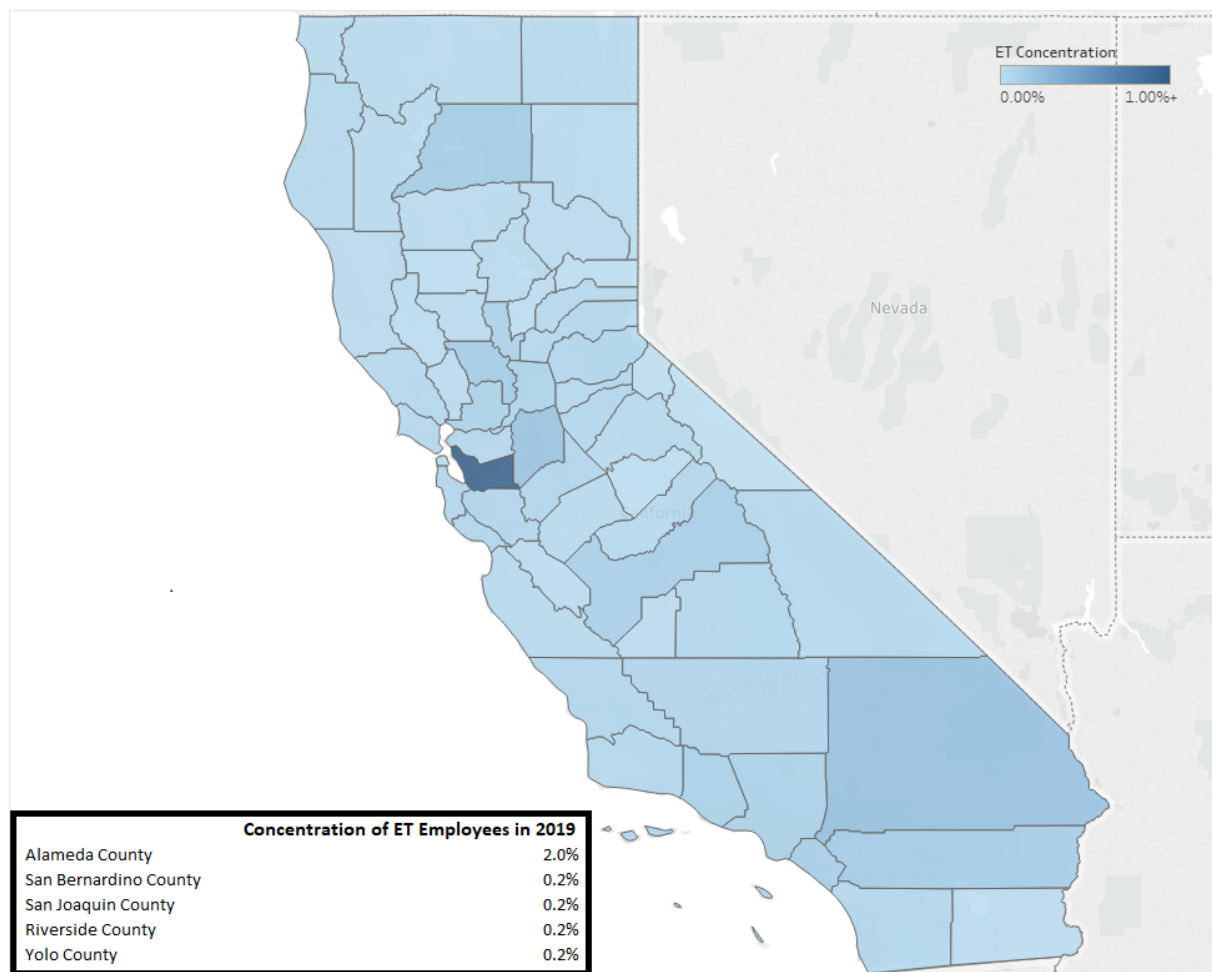 ET Concentration
0.00% 1.00%+
Nevada
California
Concentration of ET Employees in 2019
Alameda County 2.0%
San Bernardino County 0.2%
San Joaquin County 0.2%
Riverside County 0.2%
Yolo County 0.2%